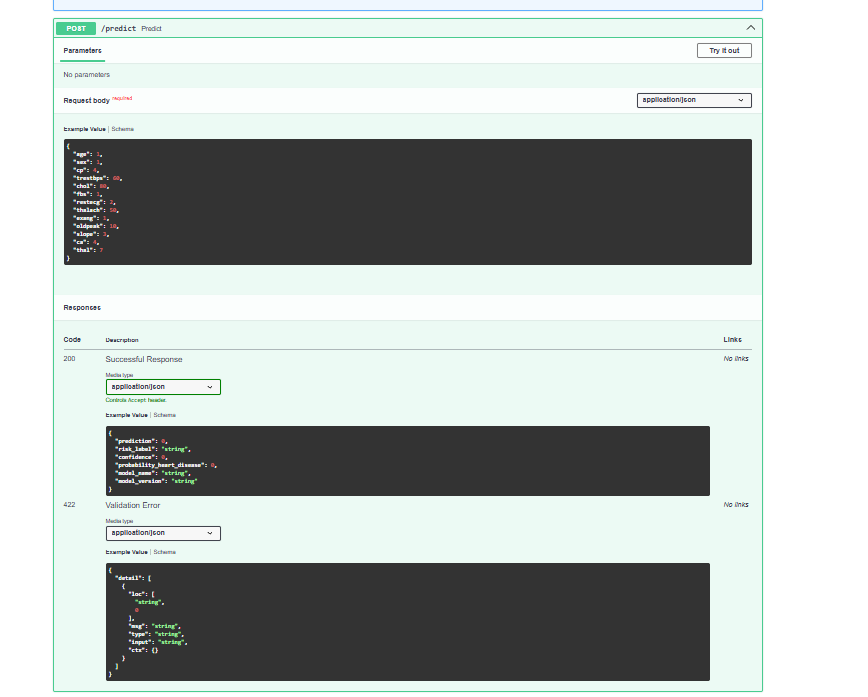 POST /predict Predict
Parameters
Try it out
No parameters
Request body required
application/json
Example Value | Schema
{
"age": 1,
"sex": 1,
"cp": 4,
"trestbps": 60,
"chol": 80,
"fbs": 1,
"restecg": 2,
"thalach": 50,
"exang": 1,
"oldpeak": 10,
"slope": 3,
"ca": 4,
"thal": 7
}
Responses
Code Description Links
200 Successful Response No links
Media type
application/json
Controls Accept header.
Example Value | Schema
{
"prediction": 0,
"risk_label": "string",
"confidence": 0,
"probability_heart_disease": 0,
"model_name": "string",
"model_version": "string"
}
422 Validation Error No links
Media type
application/json
Example Value | Schema
{
"detail": [
{
"loc": [
"string",
0
],
"msg": "string",
"type": "string",
"input": "string",
"ctx": {}
}
]
}